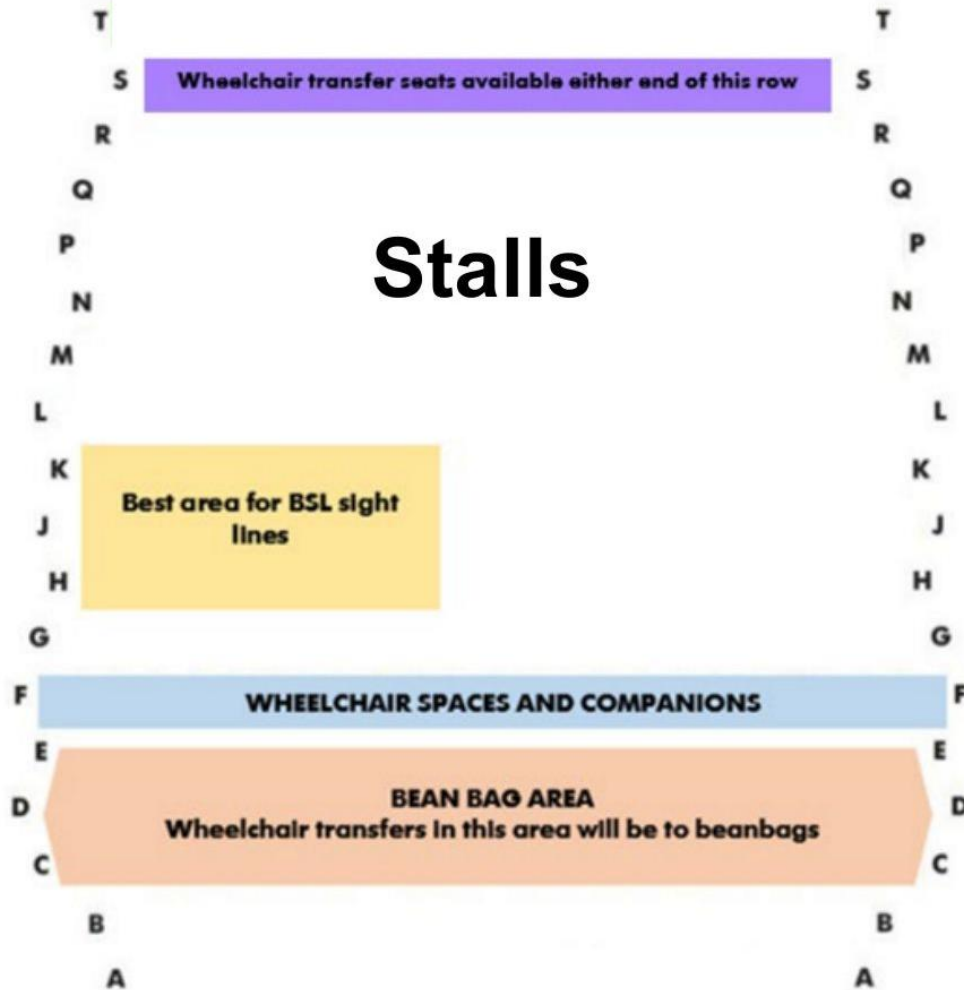 T T
S Wheelchair transfer seats available either end of this row S
R R
Q Q
P P
Stalls
N N
M M
L L
K K
Best area for BSL sight
J J
lines
H H
G G
F WHEELCHAIR SPACES AND COMPANIONS F
E E
BEAN BAG AREA
D D
Wheelchair transfers in this area will be to beanbags
C C
B B
A A